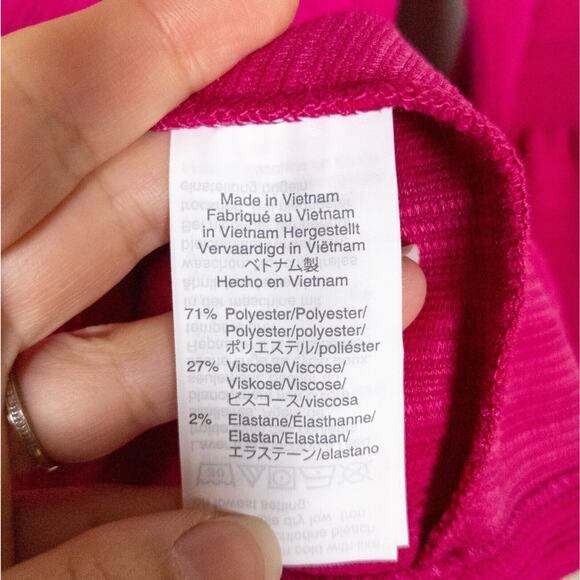 Made in Vietnam
Fabriqué au Vietnam
in Vietnam Hergestellt
Vervaardigd in Viëtnam
ベトナム製
Hecho en Vietnam
71% Polyester/Polyester/
Polyester/polyester/
ポリエステル/poliéster
27% Viscose/Viscose/
Viskose/Viscose/
ビスコース/viscosa
2% Elastane/Élasthanne/
Elastan/Elastaan/
エラステーン/elastano